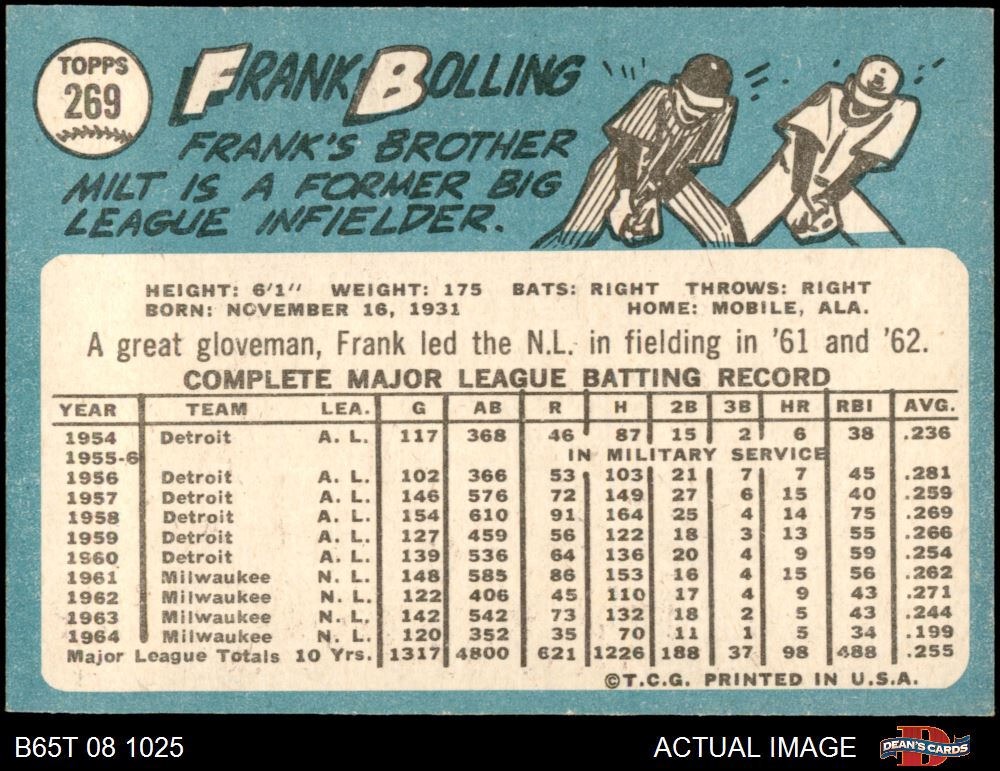 TOPPS
269
FRANK BOLLING
FRANK'S BROTHER
MILT IS A FORMER BIG
LEAGUE INFIELDER.
HEIGHT: 6'1" WEIGHT: 175 BATS: RIGHT THROWS: RIGHT
BORN: NOVEMBER 16, 1931 HOME: MOBILE, ALA.
A great gloveman, Frank led the N.L. in fielding in '61 and '62.
COMPLETE MAJOR LEAGUE BATTING RECORD
YEAR TEAM LEA. G AB R H 2B 3B HR RBI AVG.
1954 Detroit A. L. 117 368 46 87 15 2 6 38 .236
1955-6 IN MILITARY SERVICE
1956 Detroit A. L. 102 366 53 103 21 7 7 45 .281
1957 Detroit A. L. 146 576 72 149 27 6 15 40 .259
1958 Detroit A. L. 154 610 91 164 25 4 14 75 .269
1959 Detroit A. L. 127 459 56 122 18 3 13 55 .266
1960 Detroit A. L. 139 536 64 136 20 4 9 59 .254
1961 Milwaukee N. L. 148 585 86 153 16 4 15 56 .262
1962 Milwaukee N. L. 122 406 45 110 17 4 9 43 .271
1963 Milwaukee N. L. 142 542 73 132 18 2 5 43 .244
1964 Milwaukee N. L. 120 352 35 70 11 1 5 34 .199
Major League Totals 10 Yrs. 1317 4800 621 1226 188 37 98 488 .255
©T.C.G. PRINTED IN U.S.A.
B65T 08 1025 ACTUAL IMAGE DEAN'S CARDS